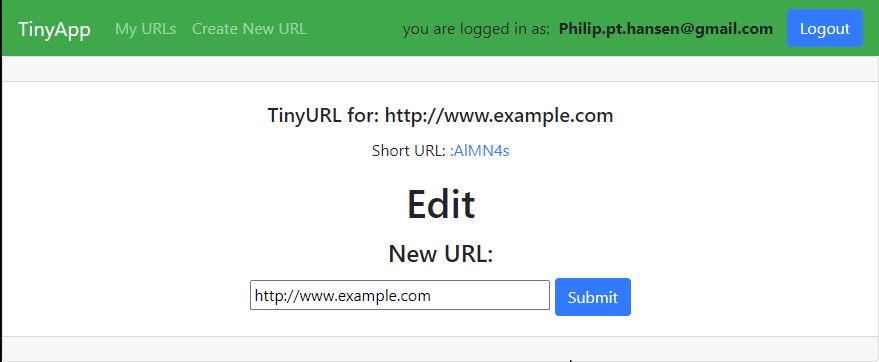 TinyApp My URLs Create New URL you are logged in as: Philip.pt.hansen@gmail.com Logout
TinyURL for: http://www.example.com
Short URL: :AlMN4s
Edit
New URL:
http://www.example.com Submit